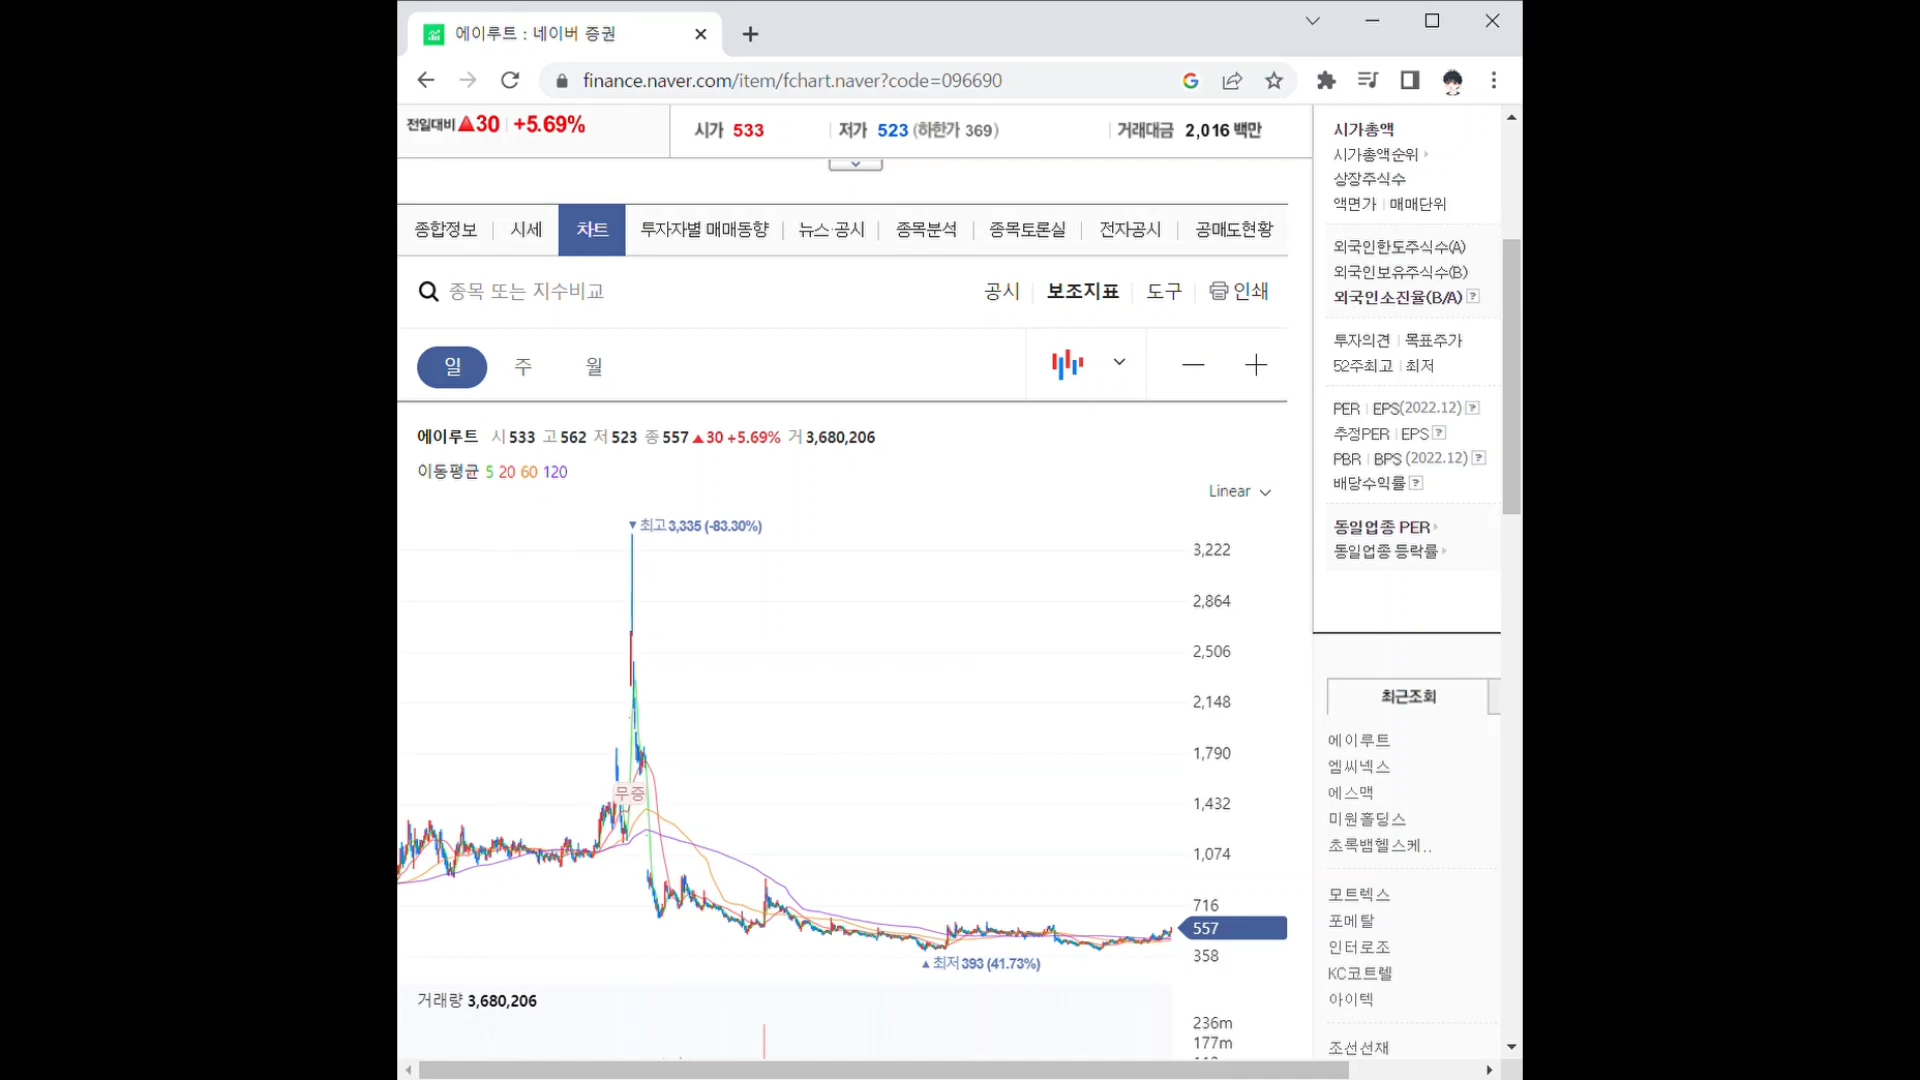 에이루트 : 네이버 증권
finance.naver.com/item/fchart.naver?code=096690
전일대비 ▲30 +5.69%
시가 533 저가 523 (하한가 369) 거래대금 2,016 백만
종합정보 시세 차트 투자자별 매매동향 뉴스·공시 종목분석 종목토론실 전자공시 공매도현황
종목 또는 지수비교
공시 보조지표 도구 인쇄
일 주 월
에이루트 시 533 고 562 저 523 종 557 ▲30 +5.69% 거 3,680,206
이동평균 5 20 60 120
Linear
▼최고 3,335 (-83.30%)
3,222
2,864
2,506
2,148
1,790
무증
1,432
1,074
716
557
358
▲최저 393 (41.73%)
거래량 3,680,206
236m
177m
시가총액
시가총액순위
상장주식수
액면가 매매단위
외국인한도주식수(A)
외국인보유주식수(B)
외국인소진율(B/A) ?
투자의견 목표주가
52주최고 최저
PER EPS(2022.12) ?
추정PER EPS ?
PBR BPS (2022.12) ?
배당수익률 ?
동일업종 PER
동일업종 등락률
최근조회
에이루트
엠씨넥스
에스맥
미원홀딩스
초록뱀헬스케..
모트렉스
포메탈
인터로조
KC코트렐
아이텍
조선선재